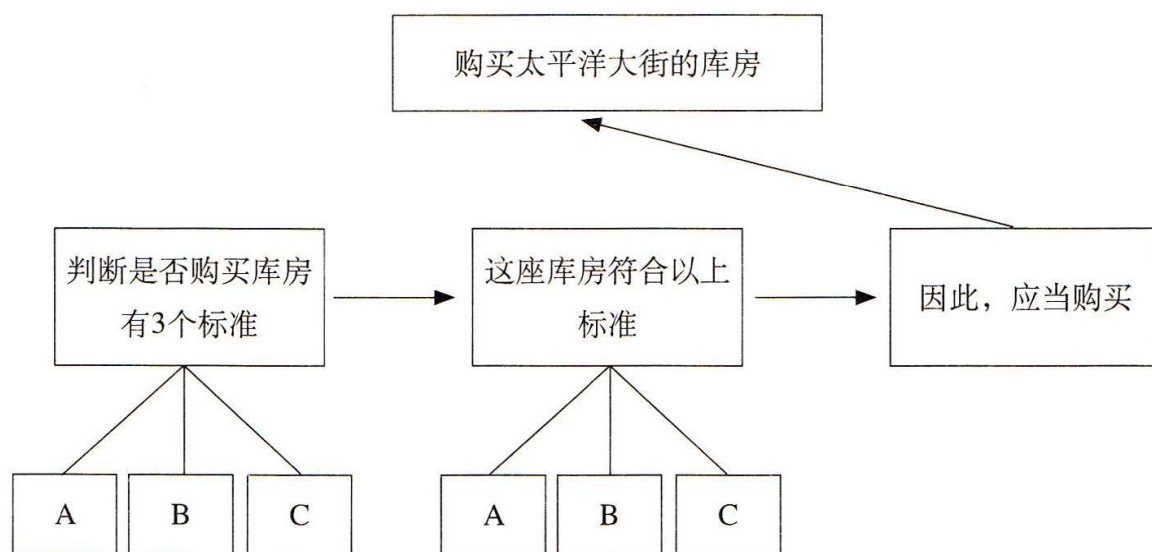 购买太平洋大街的库房
判断是否购买库房
有3个标准
这座库房符合以上
标准
因此，应当购买
A B C
A B C